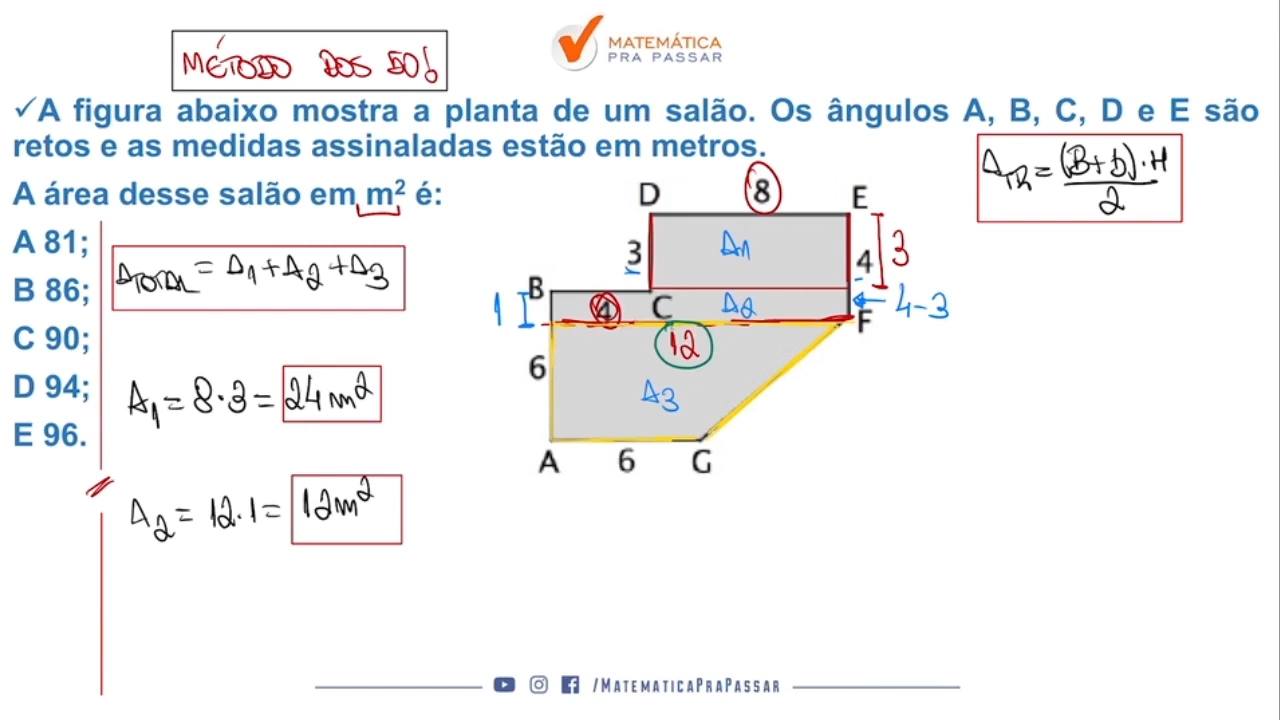 MÉTODO DOS 50!
MATEMÁTICA
PRA PASSAR
✓A figura abaixo mostra a planta de um salão. Os ângulos A, B, C, D e E são
retos e as medidas assinaladas estão em metros.
A área desse salão em m² é:
A 81;
B 86;
C 90;
D 94;
E 96.
A_TOTAL = A1 + A2 + A3
A1 = 8·3 = 24 m²
A2 = 12·1 = 12 m²
D 8 E
3 A1 4 3
B 4 C A2 4-3
1 F
12
6 A3
A 6 G
A_TR = (B+b)·H / 2
/MatematicaPraPassar